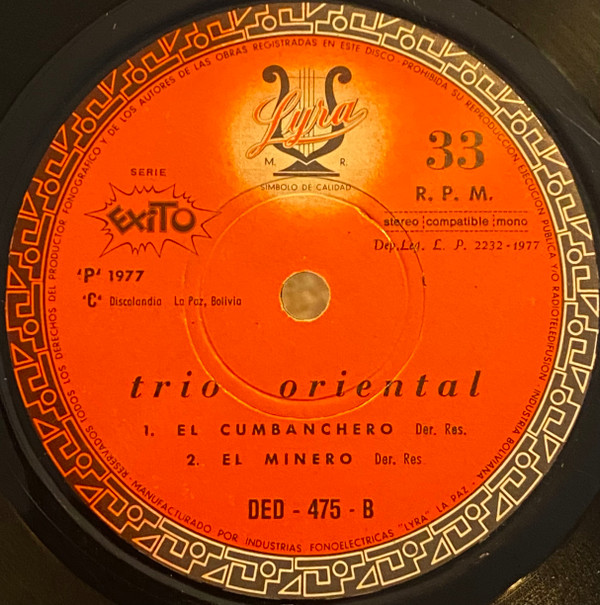 RESERVADOS TODOS LOS DERECHOS DEL PRODUCTOR FONOGRAFICO Y DE LOS AUTORES DE LAS OBRAS REGISTRADAS EN ESTE DISCO - PROHIBIDA SU REPRODUCCION EJECUCION PUBLICA Y/O RADIOTELEDIFUSION. INDUSTRIA BOLIVIANA
Lyra
M. R.
SIMBOLO DE CALIDAD
33
R. P. M.
stereo compatible mono
Dep. Leg. L. P. 2232-1977
SERIE
EXITO
"P" 1977
"C" Discolandia La Paz, Bolivia
trio oriental
1. EL CUMBANCHERO Der. Res.
2. EL MINERO Der. Res
DED - 475 - B
- MANUFACTURADO POR INDUSTRIAS FONOELECTRICAS "LYRA" LA PAZ -